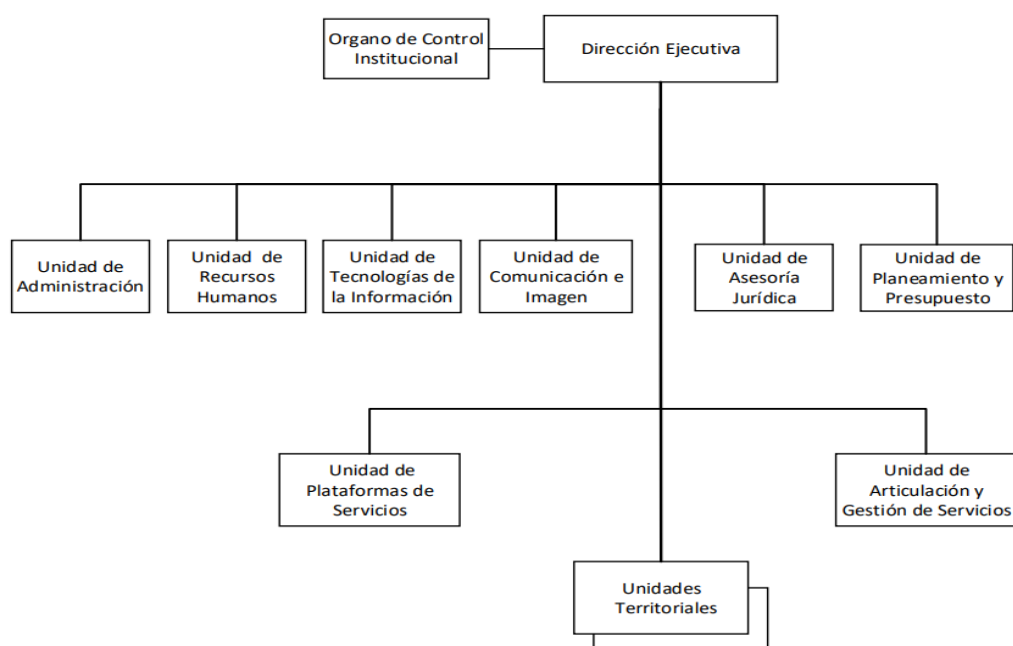 Organo de Control
Institucional
Dirección Ejecutiva
Unidad de
Administración
Unidad de
Recursos
Humanos
Unidad de
Tecnologías de
la Información
Unidad de
Comunicación e
Imagen
Unidad de
Asesoría
Jurídica
Unidad de
Planeamiento y
Presupuesto
Unidad de
Plataformas de
Servicios
Unidad de
Articulación y
Gestión de Servicios
Unidades
Territoriales